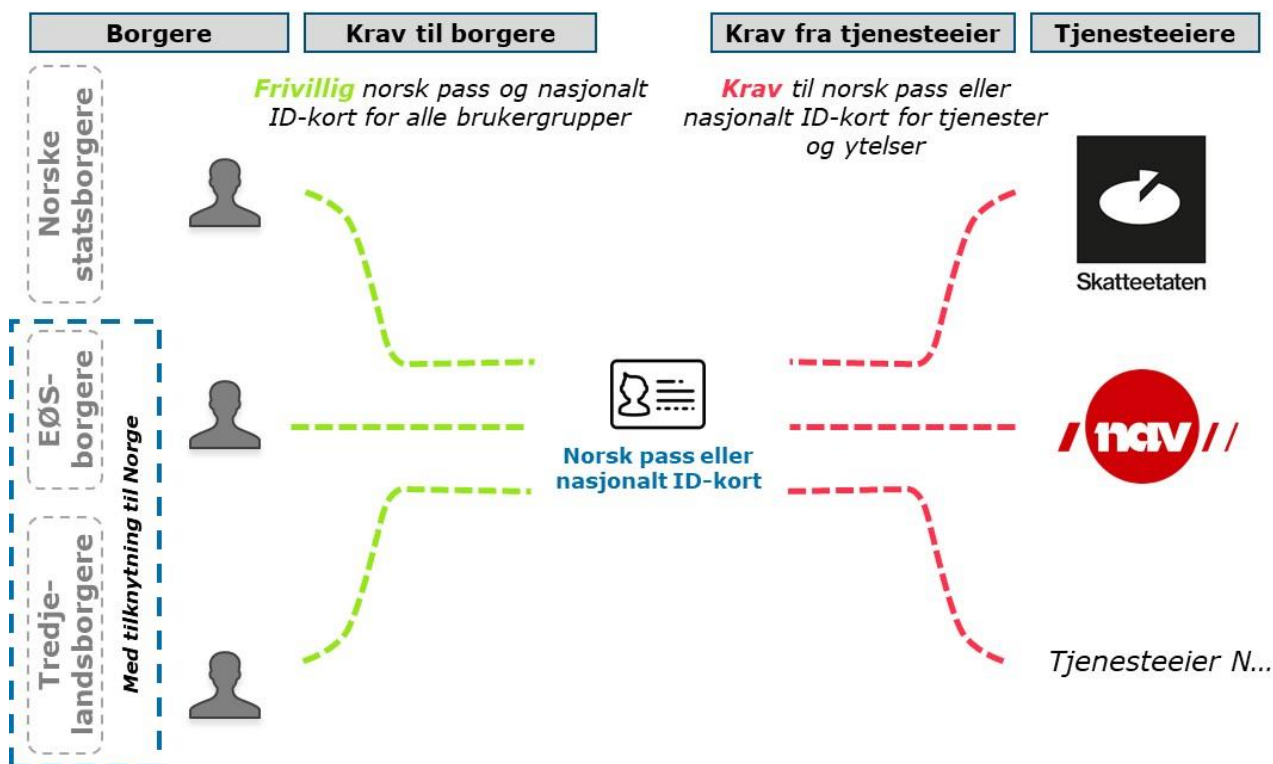 Borgere
Krav til borgere
Krav fra tjenesteeier
Tjenesteeiere
Frivillig norsk pass og nasjonalt
ID-kort for alle brukergrupper
Krav til norsk pass eller
nasjonalt ID-kort for tjenester
og ytelser
Norske
statsborgere
Skatteetaten
EØS-
borgere
Med tilknytning til Norge
Norsk pass eller
nasjonalt ID-kort
/nav//
Tredje-
landsborgere
Tjenesteeier N...